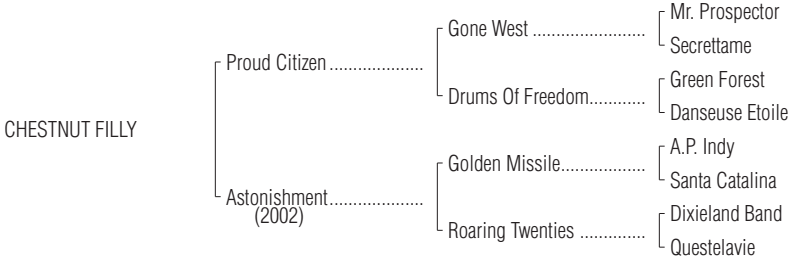 Mr. Prospector
Gone West ........................
Secrettame
Proud Citizen ....................
Green Forest
Drums Of Freedom............
Danseuse Etoile
CHESTNUT FILLY
A.P. Indy
Golden Missile..................
Santa Catalina
Astonishment....................
(2002)
Dixieland Band
Roaring Twenties ..............
Questelavie